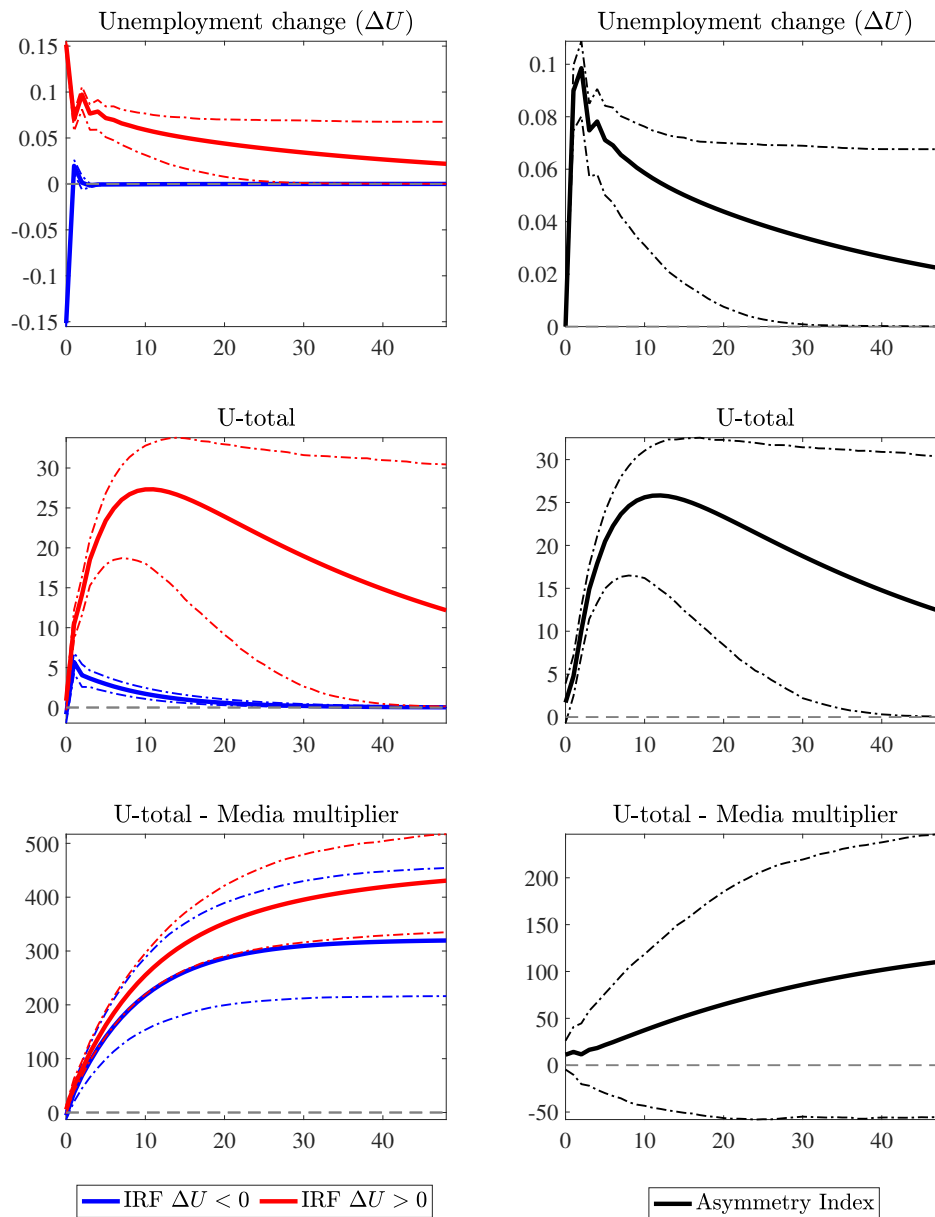 Unemployment change (ΔU)
0.15
0.1
0.05
0
-0.05
-0.1
-0.15
0 10 20 30 40
Unemployment change (ΔU)
0.1
0.08
0.06
0.04
0.02
0
0 10 20 30 40
U-total
30
25
20
15
10
5
0
0 10 20 30 40
U-total
30
25
20
15
10
5
0
0 10 20 30 40
U-total - Media multiplier
500
400
300
200
100
0
0 10 20 30 40
U-total - Media multiplier
200
150
100
50
0
-50
0 10 20 30 40
IRF ΔU < 0 IRF ΔU > 0
Asymmetry Index